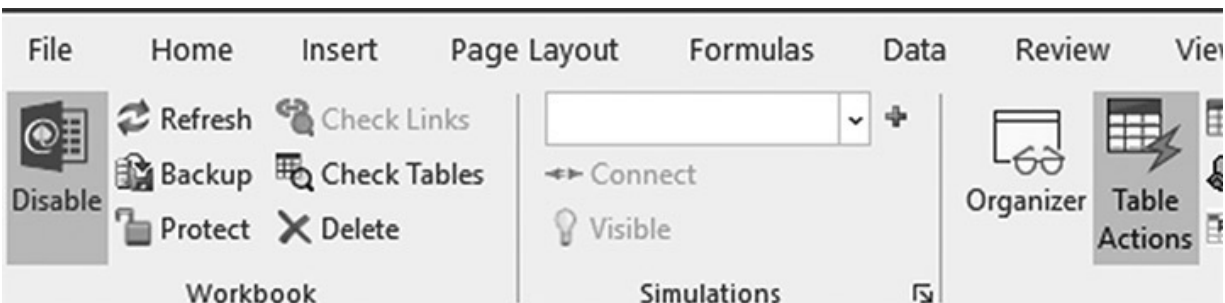 File Home Insert Page Layout Formulas Data Review View
Refresh Check Links
Backup Check Tables
Disable
Protect Delete
Connect
Visible
Organizer Table Actions
Workbook Simulations